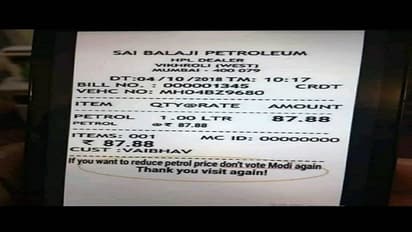 SAI BALAJI PETROLEUM
HPL DEALER
VIKHROLI (WEST)
MUMBAI - 400 079
DT:04/10/2018 TM: 10:17
BILL NO. : 000001345 CRDT
VEHC NO: MH04BZ9680
ITEM QTY@RATE AMOUNT
PETROL 1.00 LTR 87.88
PETROL @₹ 87.88
ITEMS: 001 MC ID: 00000000
₹ 87.88
CUST :VAIBHAV
If you want to reduce petrol price don't vote Modi again
Thank you visit again!